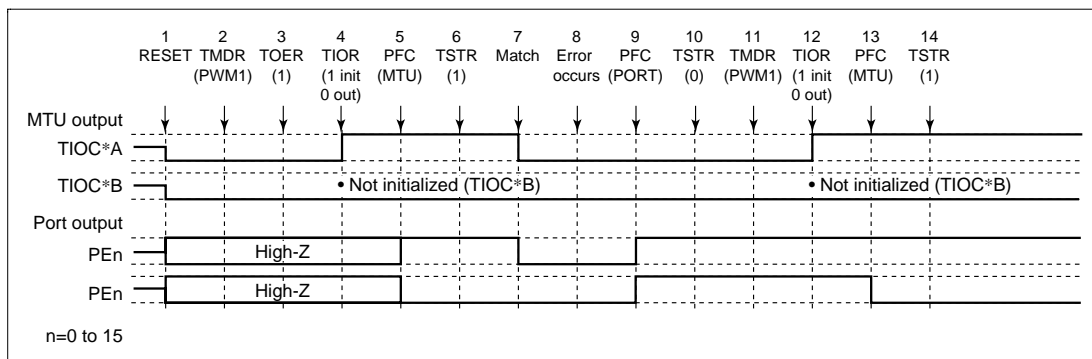 1 2 3 4 5 6 7 8 9 10 11 12 13 14
RESET TMDR TOER TIOR PFC TSTR Match Error PFC TSTR TMDR TIOR PFC TSTR
(PWM1) (1) (1 init (MTU) (1) occurs (PORT) (0) (PWM1) (1 init (MTU) (1)
0 out) 0 out)
MTU output
TIOC*A
TIOC*B • Not initialized (TIOC*B) • Not initialized (TIOC*B)
Port output
PEn High-Z
PEn High-Z
n=0 to 15